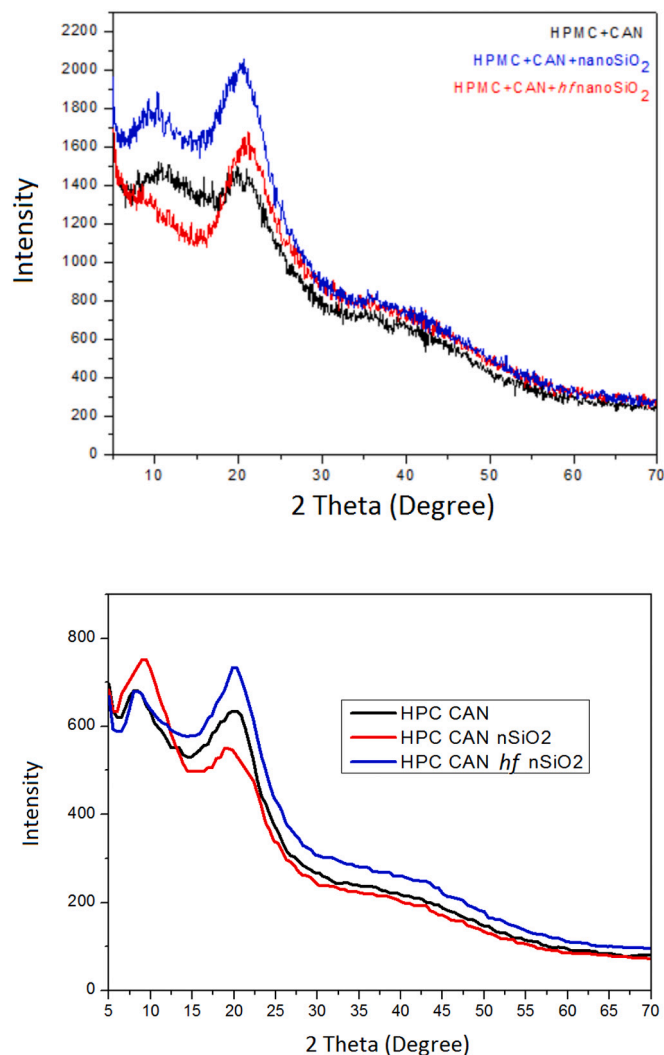 HPMC+CAN
HPMC+CAN+nanoSiO2
HPMC+CAN+hfnanoSiO2
2200
2000
1800
1600
1400
1200
1000
800
600
400
200
0
Intensity
10 20 30 40 50 60 70
2 Theta (Degree)
800
600
400
200
0
Intensity
HPC CAN
HPC CAN nSiO2
HPC CAN hf nSiO2
5 10 15 20 25 30 35 40 45 50 55 60 65 70
2 Theta (Degree)